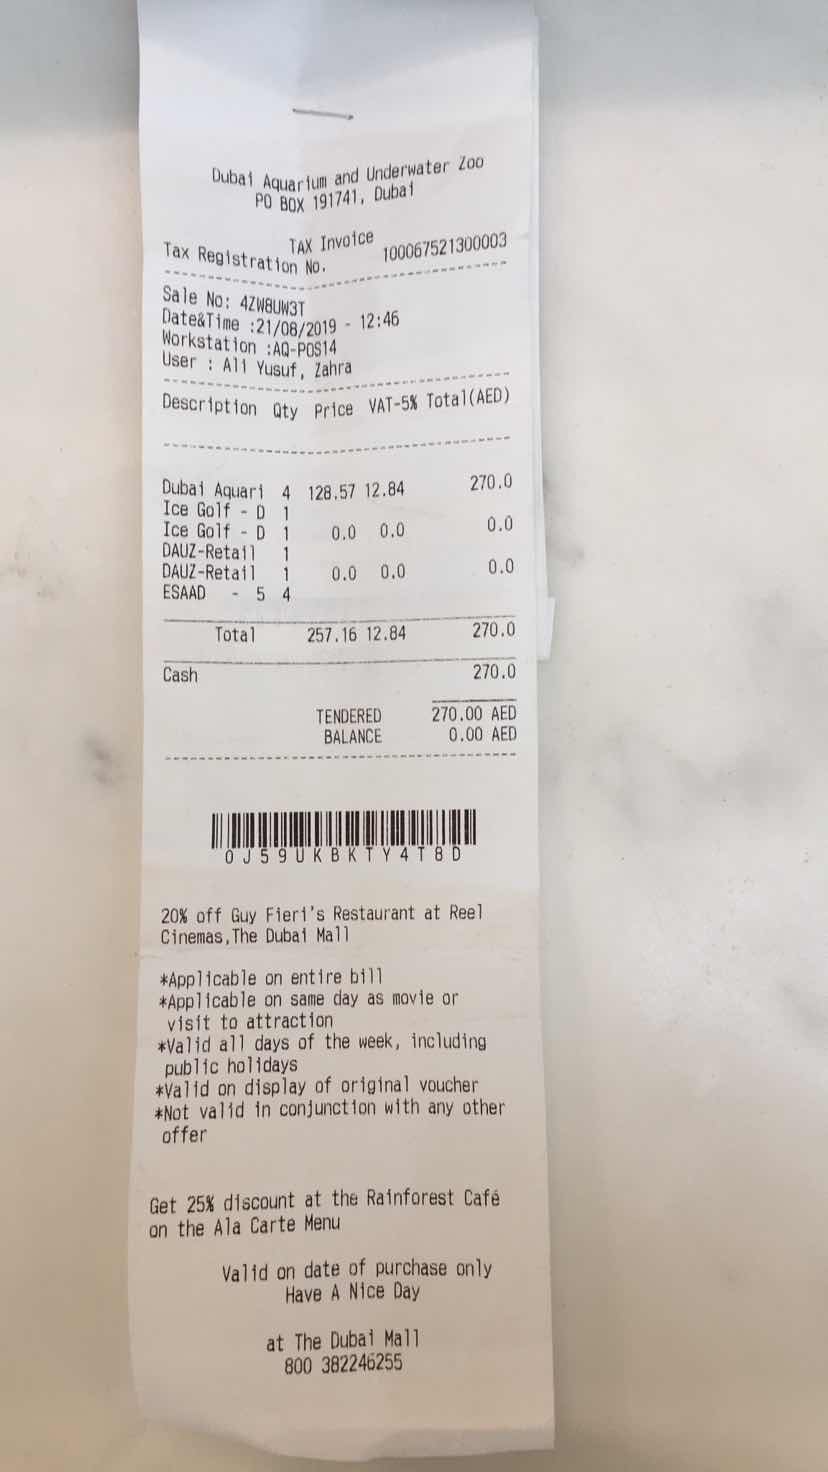 Dubai Aquarium and Underwater Zoo
PO BOX 191741, Dubai
TAX Invoice
Tax Registration No. 100067521300003
Sale No: 4ZW8UW3T
Date&Time :21/08/2019 - 12:46
Workstation :AQ-POS14
User : Ali Yusuf, Zahra
Description Qty Price VAT-5% Total(AED)
Dubai Aquari 4 128.57 12.84 270.0
Ice Golf - D 1
Ice Golf - D 1 0.0 0.0 0.0
DAUZ-Retail 1
DAUZ-Retail 1 0.0 0.0 0.0
ESAAD - 5 4
Total 257.16 12.84 270.0
Cash 270.0
TENDERED 270.00 AED
BALANCE 0.00 AED
0J59UKBKTY4T8D
20% off Guy Fieri's Restaurant at Reel
Cinemas,The Dubai Mall
*Applicable on entire bill
*Applicable on same day as movie or
visit to attraction
*Valid all days of the week, including
public holidays
*Valid on display of original voucher
*Not valid in conjunction with any other
offer
Get 25% discount at the Rainforest Café
on the Ala Carte Menu
Valid on date of purchase only
Have A Nice Day
at The Dubai Mall
800 382246255